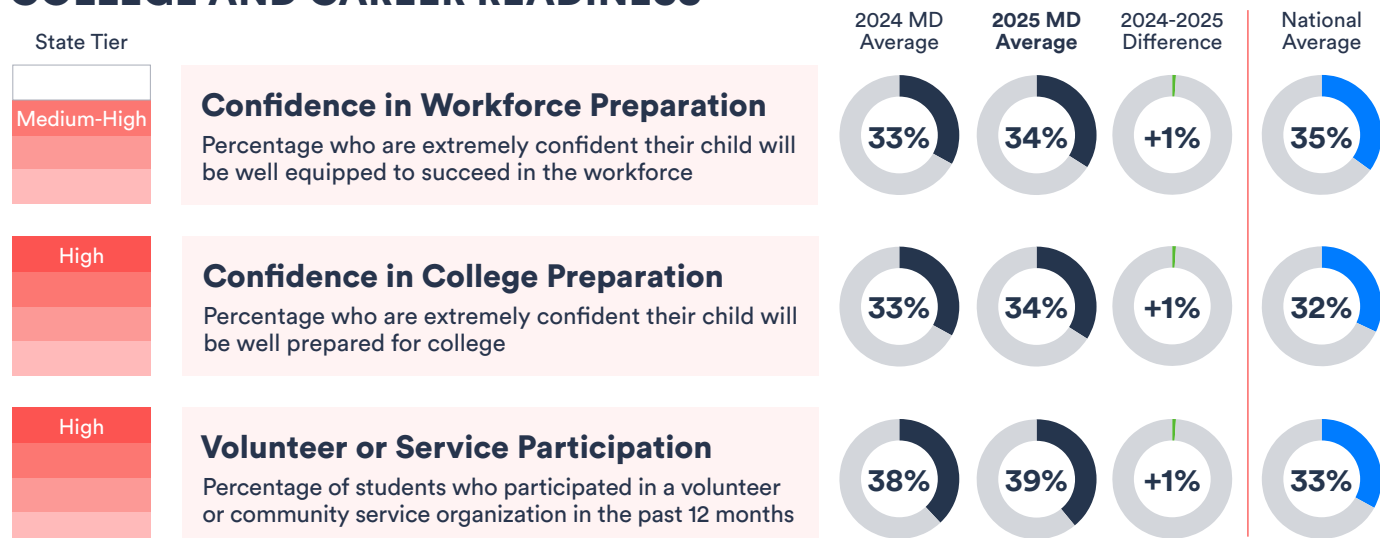 COLLEGE AND CAREER READINESS
State Tier
2024 MD
Average
2025 MD
Average
2024-2025
Difference
National
Average
Medium-High
Confidence in Workforce Preparation
Percentage who are extremely confident their child will
be well equipped to succeed in the workforce
33%
34%
+1%
35%
High
Confidence in College Preparation
Percentage who are extremely confident their child will
be well prepared for college
33%
34%
+1%
32%
High
Volunteer or Service Participation
Percentage of students who participated in a volunteer
or community service organization in the past 12 months
38%
39%
+1%
33%